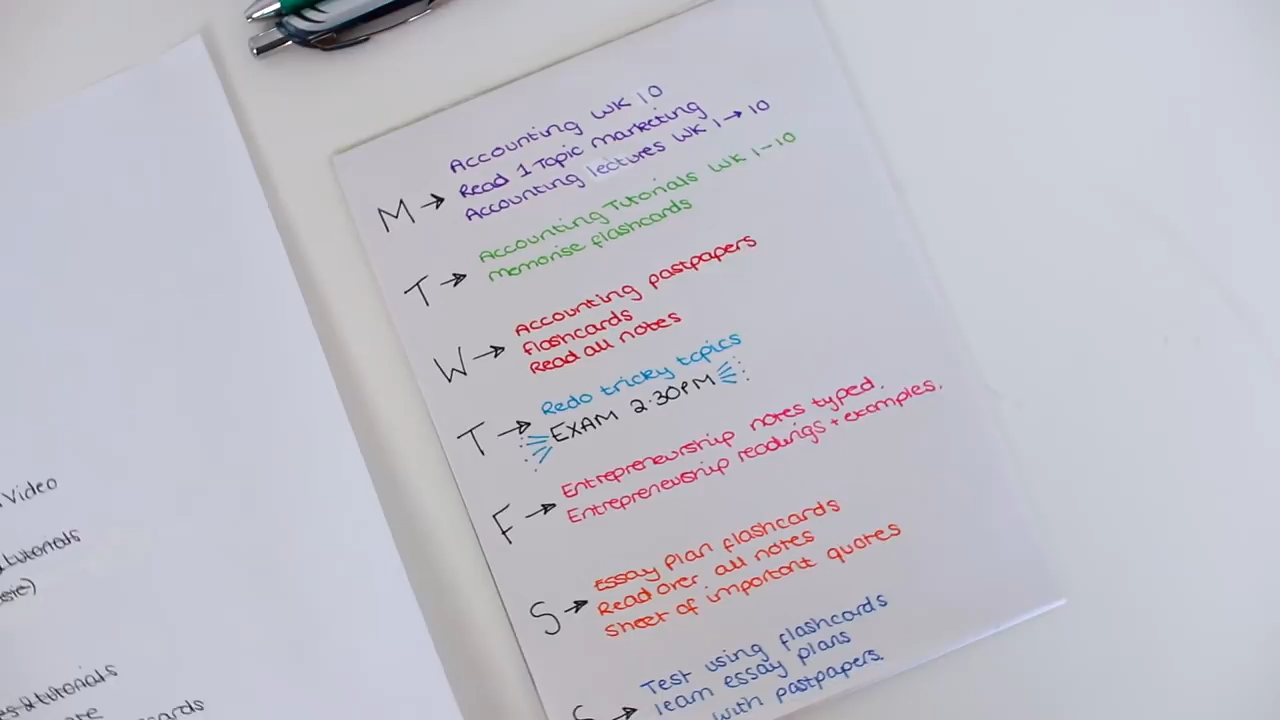 Video
tutorials
& tutorials
cards
Accounting WK 10
Read 1 Topic marketing
Accounting lectures WK 1→10
M →
Accounting Tutorials WK 1-10
memorise flashcards
T →
Accounting pastpapers
flashcards
Read all notes
W →
Redo tricky topics
T → EXAM 2.30PM
Entrepreneurship notes typed.
F → Entrepreneurship readings + examples.
Essay Plan flashcards
Read over all notes
S → Sheet of important quotes
Test using flashcards
learn essay plans
S → with pastpapers.